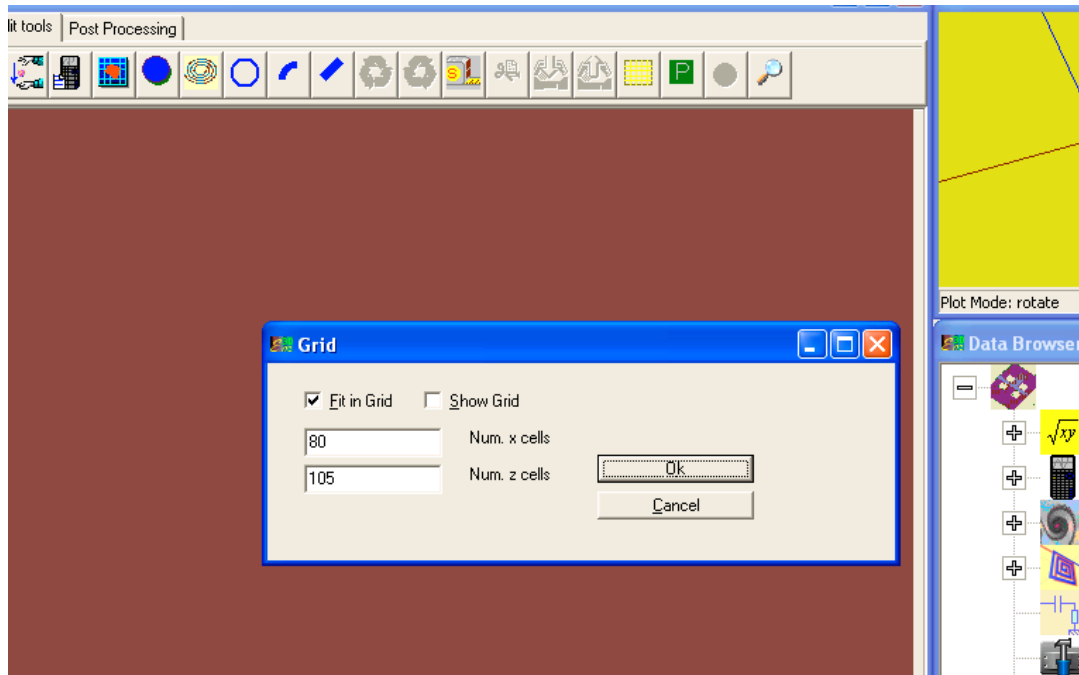 lit tools Post Processing
S P
Plot Mode: rotate
Grid
Data Browser
Fit in Grid Show Grid
80 Num. x cells
105 Num. z cells
Ok
Cancel
√xy